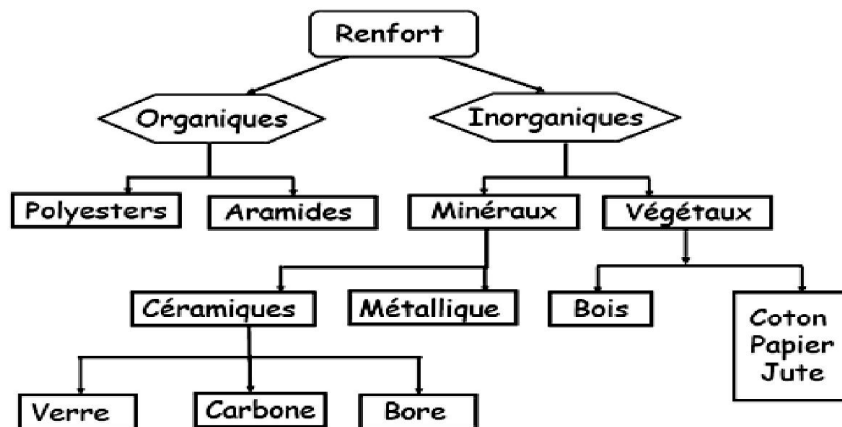 Renfort
Organiques
Inorganiques
Polyesters
Aramides
Minéraux
Végétaux
Céramiques
Métallique
Bois
Coton
Papier
Jute
Verre
Carbone
Bore